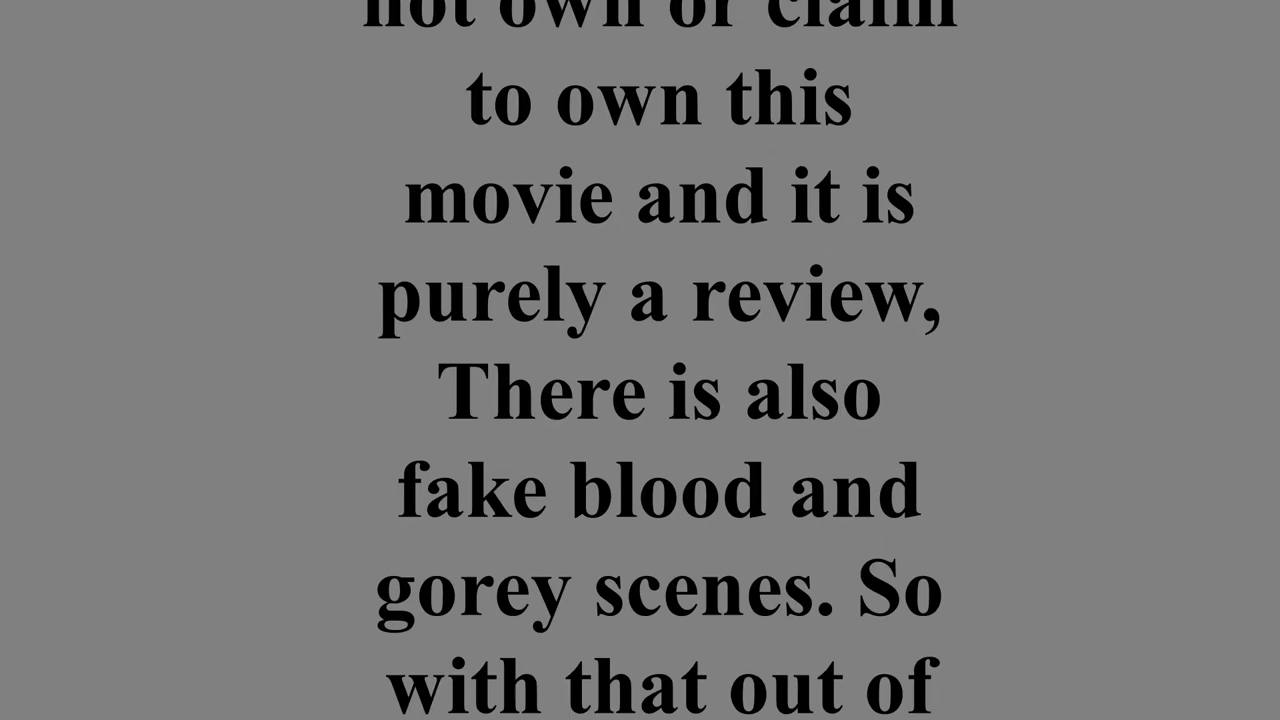 not own or claim
to own this
movie and it is
purely a review,
There is also
fake blood and
gorey scenes. So
with that out of